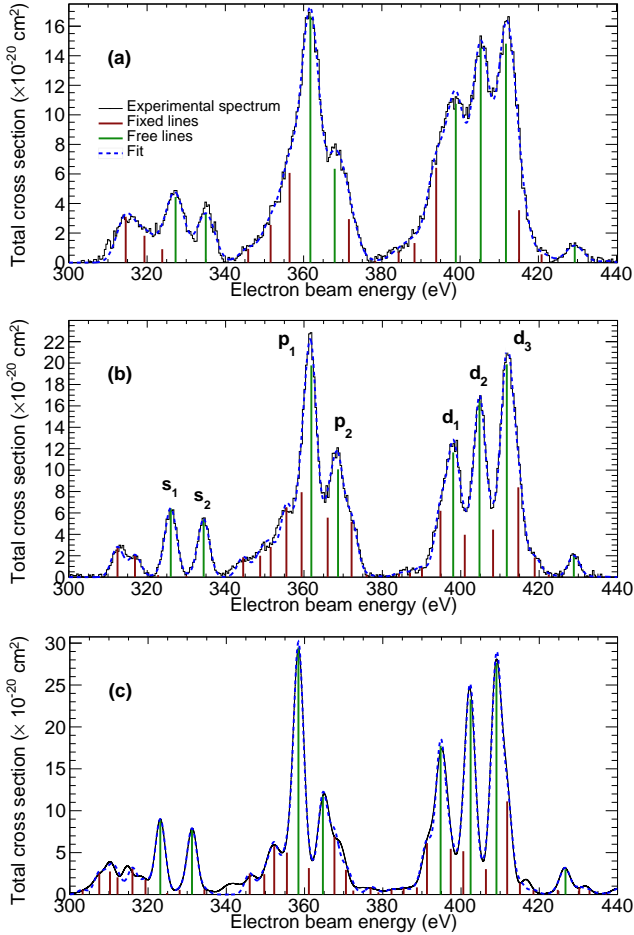 Total cross section (×10⁻²⁰ cm²)
(a)
Experimental spectrum
Fixed lines
Free lines
Fit
16
14
12
10
8
6
4
2
0
300 320 340 360 380 400 420 440
Electron beam energy (eV)
Total cross section (×10⁻²⁰ cm²)
(b)
s₁
s₂
p₁
p₂
d₁
d₂
d₃
22
20
18
16
14
12
10
8
6
4
2
0
300 320 340 360 380 400 420 440
Electron beam energy (eV)
Total cross section (× 10⁻²⁰ cm²)
(c)
30
25
20
15
10
5
0
300 320 340 360 380 400 420 440
Electron beam energy (eV)